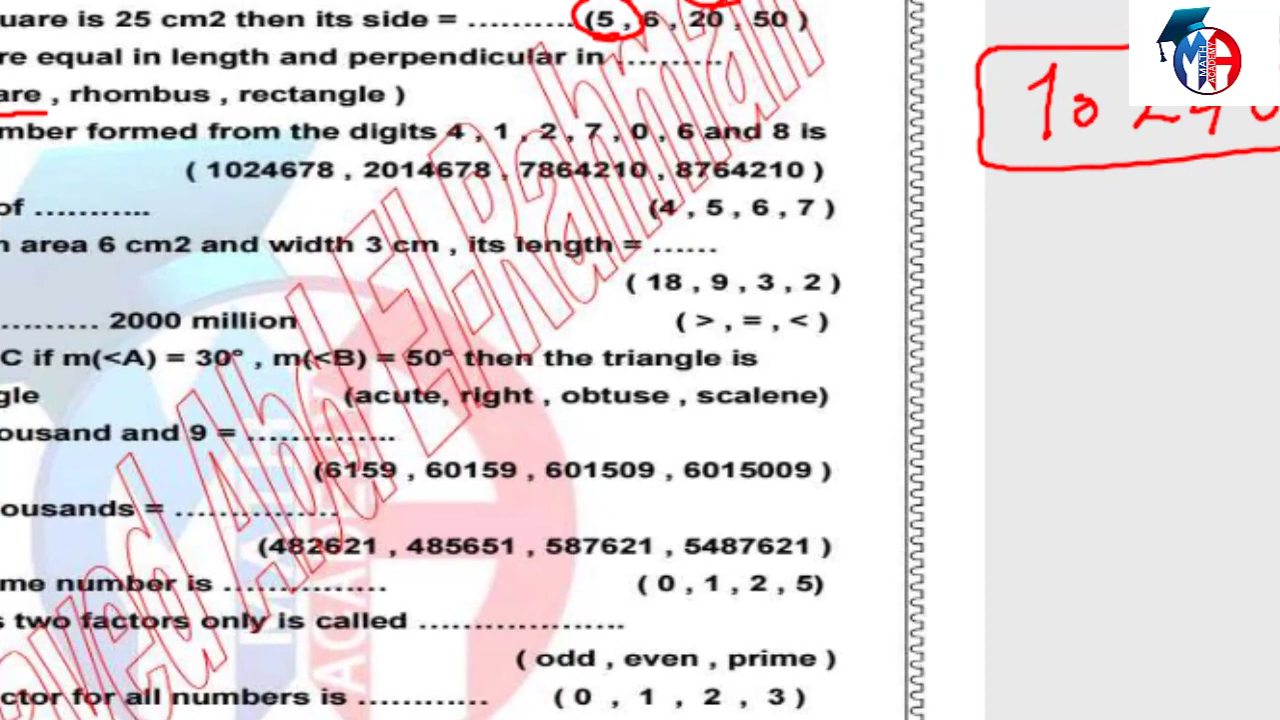 uare is 25 cm2 then its side = ........... (5 , 6 , 20 , 50 )
re equal in length and perpendicular in ...........
are , rhombus , rectangle )
mber formed from the digits 4 , 1 , 2 , 7 , 0 , 6 and 8 is
( 1024678 , 2014678 , 7864210 , 8764210 )
of ...........
(4 , 5 , 6 , 7 )
n area 6 cm2 and width 3 cm , its length = ......
( 18 , 9 , 3 , 2 )
......... 2000 million
( > , = , < )
C if m(<A) = 30° , m(<B) = 50° then the triangle is
gle
(acute, right , obtuse , scalene)
ousand and 9 = ..............
(6159 , 60159 , 601509 , 6015009 )
ousands = ................
(482621 , 485651 , 587621 , 5487621 )
me number is ................
( 0 , 1 , 2 , 5)
s two factors only is called ....................
( odd , even , prime )
ctor for all numbers is ............
( 0 , 1 , 2 , 3 )
MATH
ACADEMY
Abd El-Rahman
MATH
ACADEMY